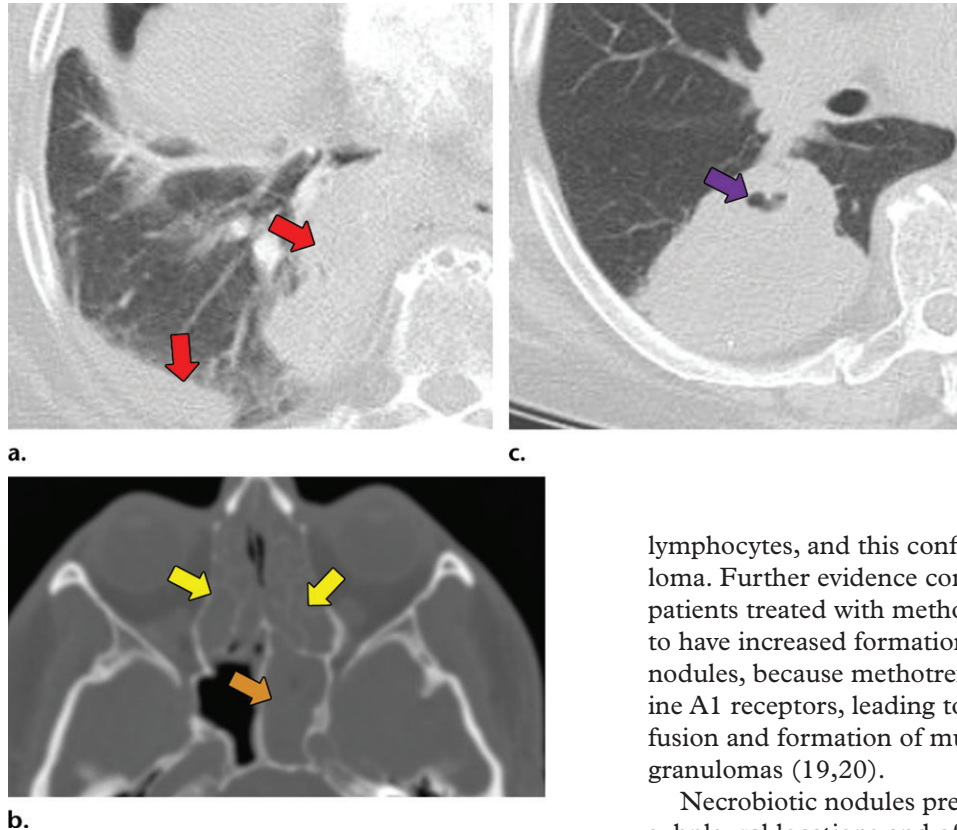 a.
c.
b.
lymphocytes, and this conf
loma. Further evidence cor
patients treated with metho
to have increased formation
nodules, because methotrex
ine A1 receptors, leading to
fusion and formation of mu
granulomas (19,20).
Necrobiotic nodules pre